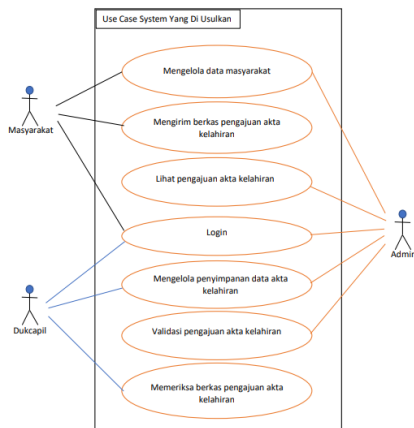 Use Case System Yang Di Usulkan
Mengelola data masyarakat
Masyarakat
Mengirim berkas pengajuan akta
kelahiran
Lihat pengajuan akta kelahiran
Login
Admin
Mengelola penyimpanan data akta
kelahiran
Dukcapil
Validasi pengajuan akta kelahiran
Memeriksa berkas pengajuan akta
kelahiran